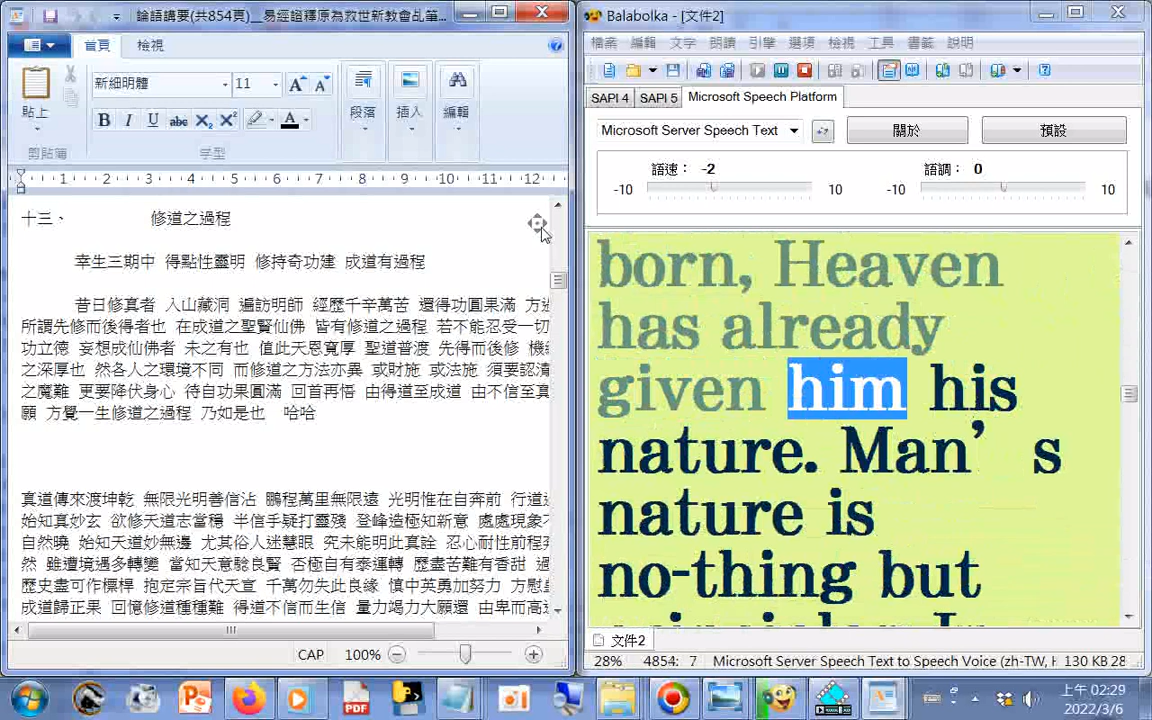 論語講要(共854頁)__易經證釋原為救世新教會乩筆...
首頁 檢視
新細明體 11
貼上
段落 插入 編輯
剪貼簿 字型
1 2 3 4 5 6 7 8 9 10 11 12
十三、 修道之過程
幸生三期中 得點性靈明 修持奇功建 成道有過程
昔日修真者 入山藏洞 遍訪明師 經歷千辛萬苦 還得功圓果滿 方
所謂先修而後得者也 在成道之聖賢仙佛 皆有修道之過程 若不能忍受一切
功立德 妄想成仙佛者 未之有也 值此天恩寬厚 聖道普渡 先得而後修 機
之深厚也 然各人之環境不同 而修道之方法亦異 或財施 或法施 須要認清
之魔難 更要降伏身心 待自功果圓滿 回首再悟 由得道至成道 由不信至真
願 方覺一生修道之過程 乃如是也 哈哈
真道傳來渡坤乾 無限光明善信沾 鵬程萬里無限遠 光明惟在自奔前 行道
始知真妙玄 欲修天道志當穩 半信半疑打靈殘 登峰造極知新意 處處現象
自然曉 始知天道妙無邊 尤其俗人迷慧眼 究未能明此真詮 忍心耐性前程
然 雖遭境遇多轉變 當知天意驗良賢 否極自有泰運轉 歷盡苦難有香甜
歷史盡可作標桿 抱定宗旨代天宣 千萬勿失此良緣 慎中英勇加努力 方慰
成道歸正果 回憶修道種種難 得道不信而生信 量力竭力大願還 由卑而高
CAP 100%
Balabolka - [文件2]
檔案 編輯 文字 朗讀 引擎 選項 檢視 工具 書籤 說明
SAPI 4 SAPI 5 Microsoft Speech Platform
Microsoft Server Speech Text 關於 預設
語速： -2 語調： 0
-10 10 -10 10
born, Heaven
has already
given him his
nature. Man’s
nature is
no-thing but
文件2
28% 4854: 7 Microsoft Server Speech Text to Speech Voice (zh-TW, H 130 KB 28
上午 02:29
2022/3/6